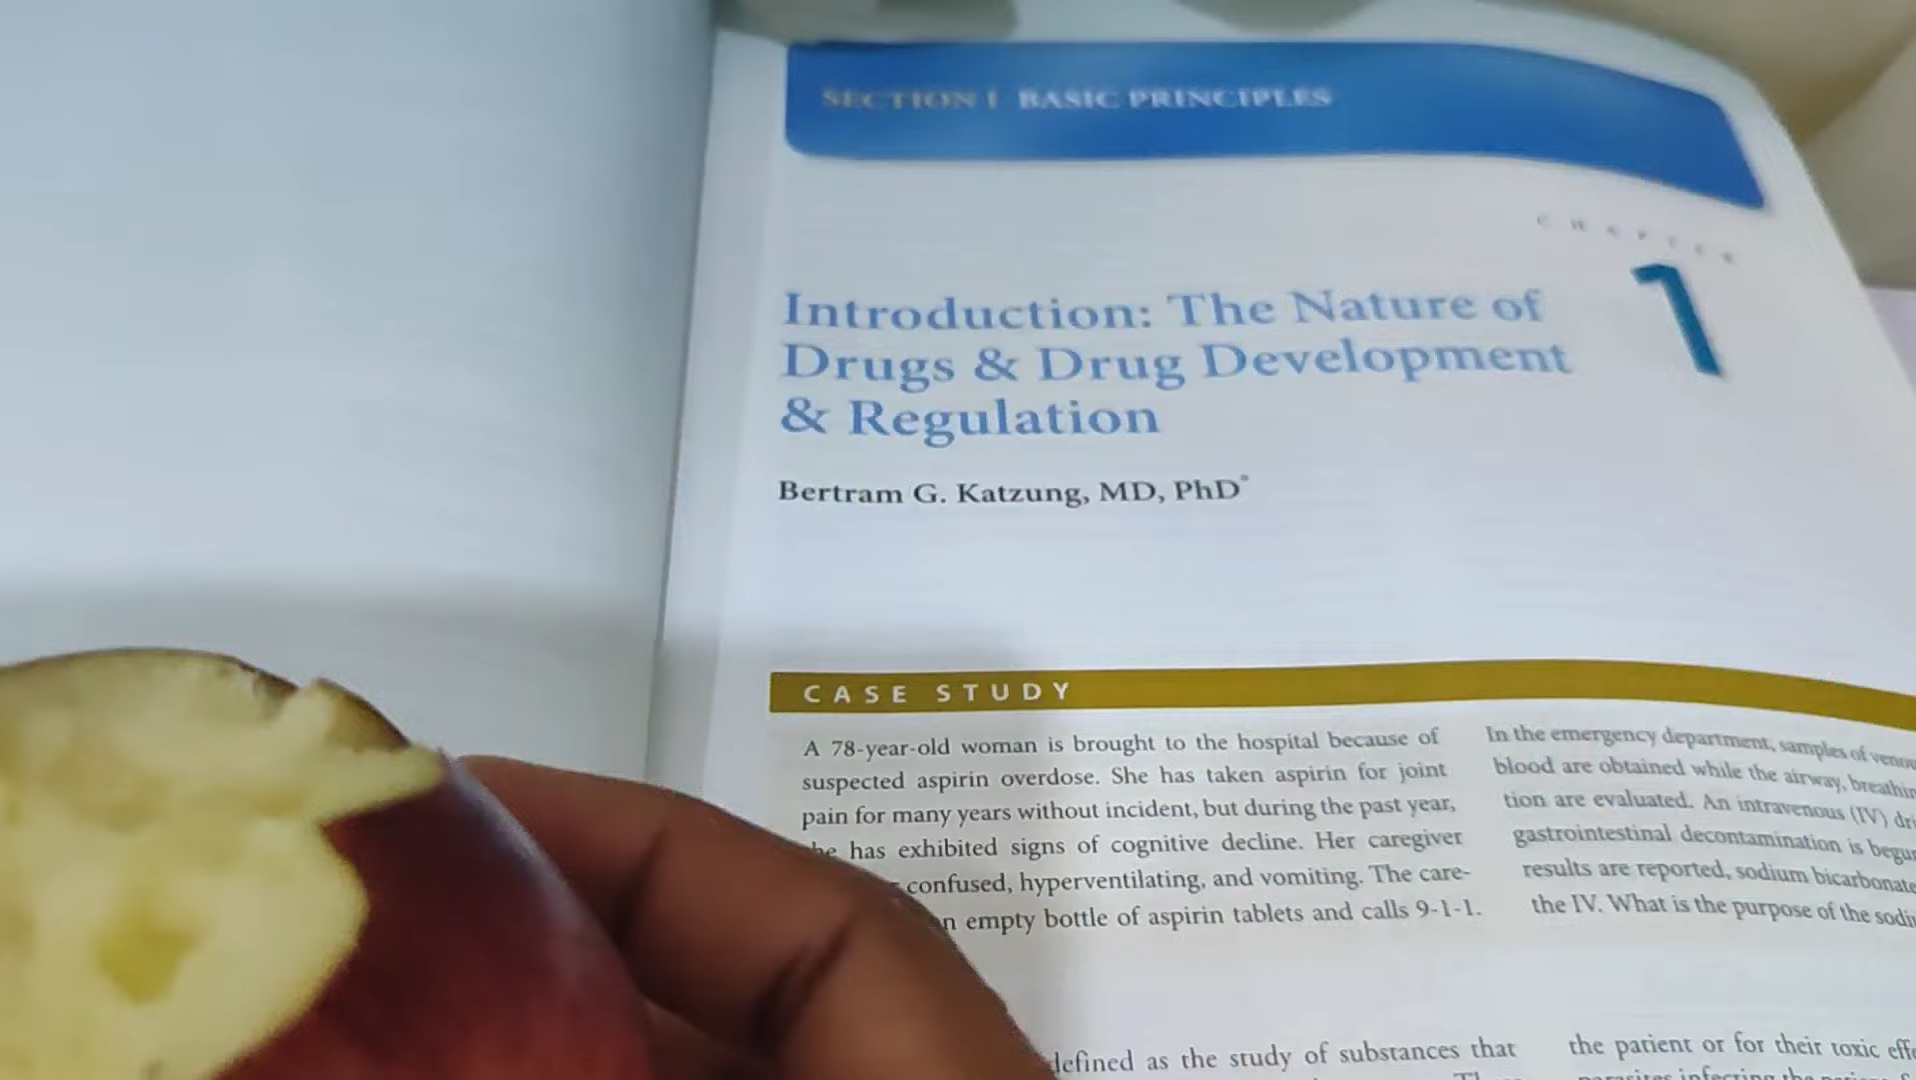 SECTION I BASIC PRINCIPLES
CHAPTER
1
Introduction: The Nature of
Drugs & Drug Development
& Regulation
Bertram G. Katzung, MD, PhD*
CASE STUDY
A 78-year-old woman is brought to the hospital because of
suspected aspirin overdose. She has taken aspirin for joint
pain for many years without incident, but during the past year,
he has exhibited signs of cognitive decline. Her caregiver
confused, hyperventilating, and vomiting. The care-
empty bottle of aspirin tablets and calls 9-1-1.
In the emergency department, samples of
blood are obtained while the airway,
tion are evaluated. An intravenous (IV)
gastrointestinal decontamination is
results are reported, sodium bicarbonate
the IV. What is the purpose of the
defined as the study of substances that
the patient or for their toxic